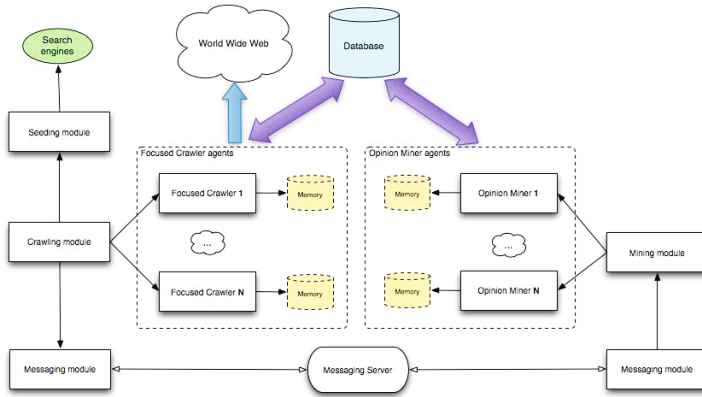 World Wide Web
Database
Search
engines
Seeding module
Focused Crawler agents
Opinion Miner agents
Focused Crawler 1
Memory
Memory
Opinion Miner 1
Crawling module
...
...
Mining module
Focused Crawler N
Memory
Memory
Opinion Miner N
Messaging module
Messaging Server
Messaging module